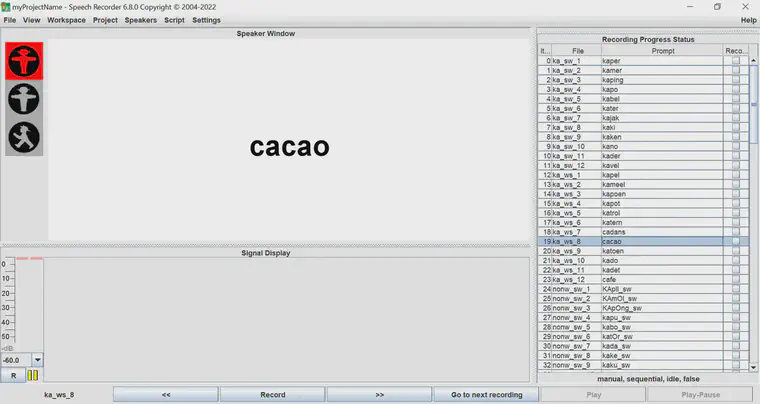 myProjectName - Speech Recorder 6.8.0 Copyright © 2004-2022
File View Workspace Project Speakers Script Settings Help
Speaker Window
cacao
Signal Display
0
10
20
30
40
50
-dB
-60.0
R
Recording Progress Status
It... File Prompt Reco...
0 ka_sw_1 kaper
1 ka_sw_2 kamer
2 ka_sw_3 kaping
3 ka_sw_4 kapo
4 ka_sw_5 kabel
5 ka_sw_6 kater
6 ka_sw_7 kajak
7 ka_sw_8 kaki
8 ka_sw_9 kaken
9 ka_sw_10 kano
10 ka_sw_11 kader
11 ka_sw_12 kavel
12 ka_ws_1 kapel
13 ka_ws_2 kameel
14 ka_ws_3 kapoen
15 ka_ws_4 kapot
16 ka_ws_5 katrol
17 ka_ws_6 katern
18 ka_ws_7 cadans
19 ka_ws_8 cacao
20 ka_ws_9 katoen
21 ka_ws_10 kado
22 ka_ws_11 kadet
23 ka_ws_12 cafe
24 nonw_sw_1 KApII_sw
25 nonw_sw_2 KAmOl_sw
26 nonw_sw_3 KApOng_sw
27 nonw_sw_4 kapu_sw
28 nonw_sw_5 kabo_sw
29 nonw_sw_6 katOr_sw
30 nonw_sw_7 kada_sw
31 nonw_sw_8 kake_sw
32 nonw_sw_9 kaku_sw
manual, sequential, idle, false
ka_ws_8 << Record >> Go to next recording Play Play-Pause